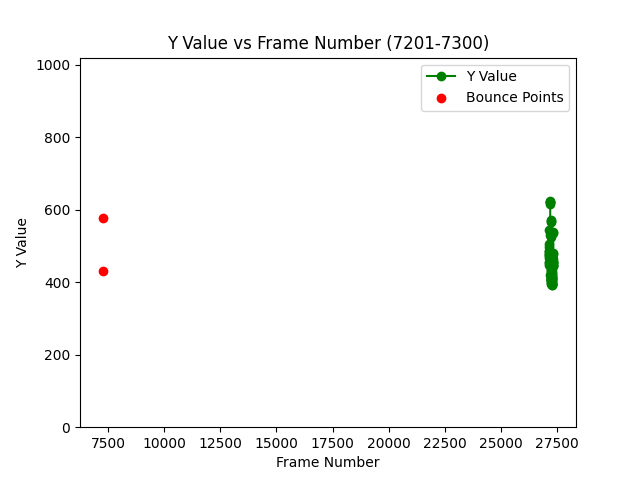 Y Value vs Frame Number (7201-7300)
Y Value
Bounce Points
1000
800
600
400
200
0
Y Value
7500 10000 12500 15000 17500 20000 22500 25000 27500
Frame Number